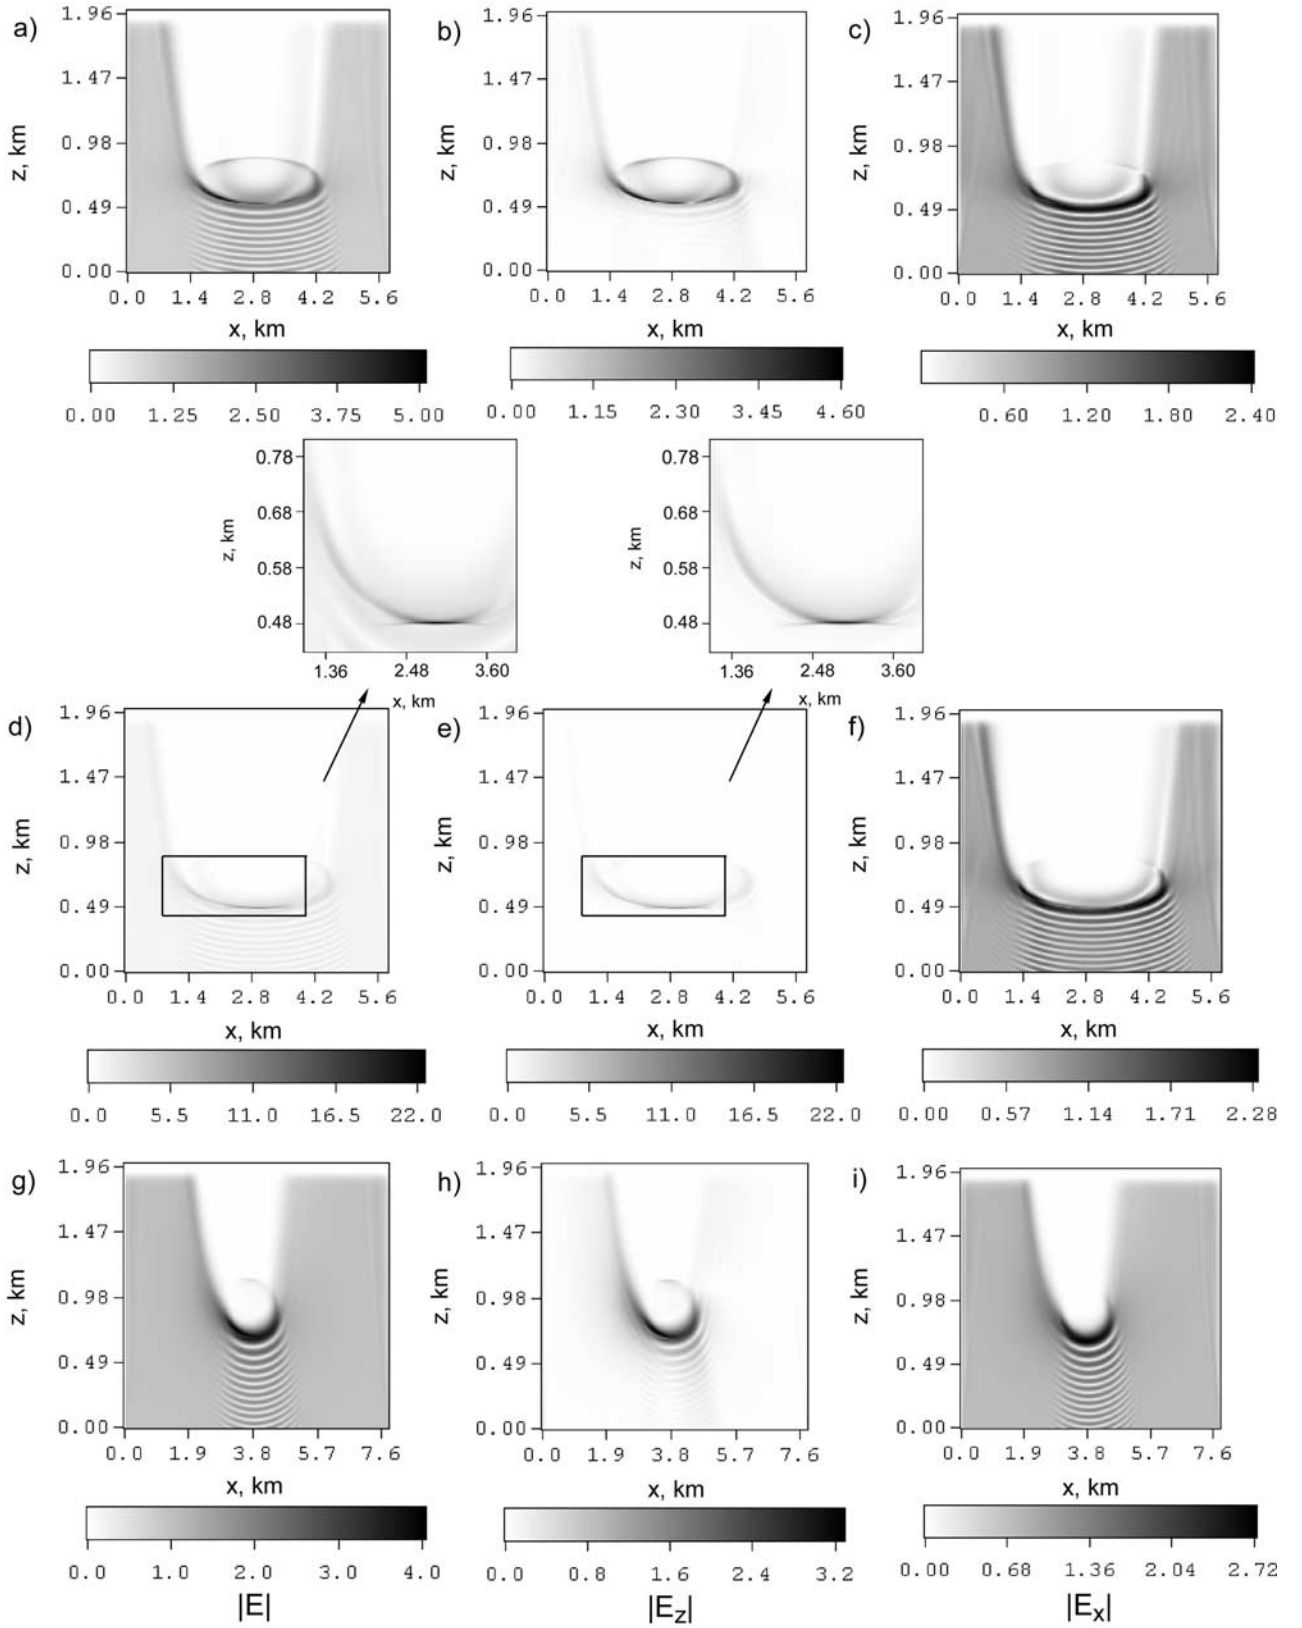 a) b) c)
1.96 1.96 1.96
1.47 1.47 1.47
z, km z, km z, km
0.98 0.98 0.98
0.49 0.49 0.49
0.00 0.00 0.00
0.0 1.4 2.8 4.2 5.6 0.0 1.4 2.8 4.2 5.6 0.0 1.4 2.8 4.2 5.6
x, km x, km x, km
0.00 1.25 2.50 3.75 5.00 0.00 1.15 2.30 3.45 4.60 0.60 1.20 1.80 2.40
0.78 0.78
0.68 0.68
z, km z, km
0.58 0.58
0.48 0.48
1.36 2.48 3.60 1.36 2.48 3.60
x, km x, km
d) e) f)
1.96 1.96 1.96
1.47 1.47 1.47
z, km z, km z, km
0.98 0.98 0.98
0.49 0.49 0.49
0.00 0.00 0.00
0.0 1.4 2.8 4.2 5.6 0.0 1.4 2.8 4.2 5.6 0.0 1.4 2.8 4.2 5.6
x, km x, km x, km
0.0 5.5 11.0 16.5 22.0 0.0 5.5 11.0 16.5 22.0 0.00 0.57 1.14 1.71 2.28
g) h) i)
1.96 1.96 1.96
1.47 1.47 1.47
z, km z, km z, km
0.98 0.98 0.98
0.49 0.49 0.49
0.00 0.00 0.00
0.0 1.9 3.8 5.7 7.6 0.0 1.9 3.8 5.7 7.6 0.0 1.9 3.8 5.7 7.6
x, km x, km x, km
0.0 1.0 2.0 3.0 4.0 0.0 0.8 1.6 2.4 3.2 0.00 0.68 1.36 2.04 2.72
|E| |Ez| |Ex|